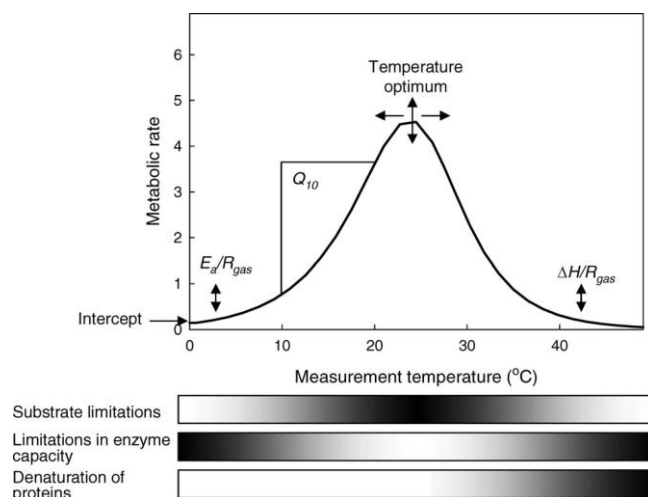 6
5
4
3
2
1
0
Metabolic rate
Temperature
optimum
Q10
Ea/Rgas
ΔH/Rgas
Intercept
0
10
20
30
40
Measurement temperature (oC)
Substrate limitations
Limitations in enzyme
capacity
Denaturation of
proteins